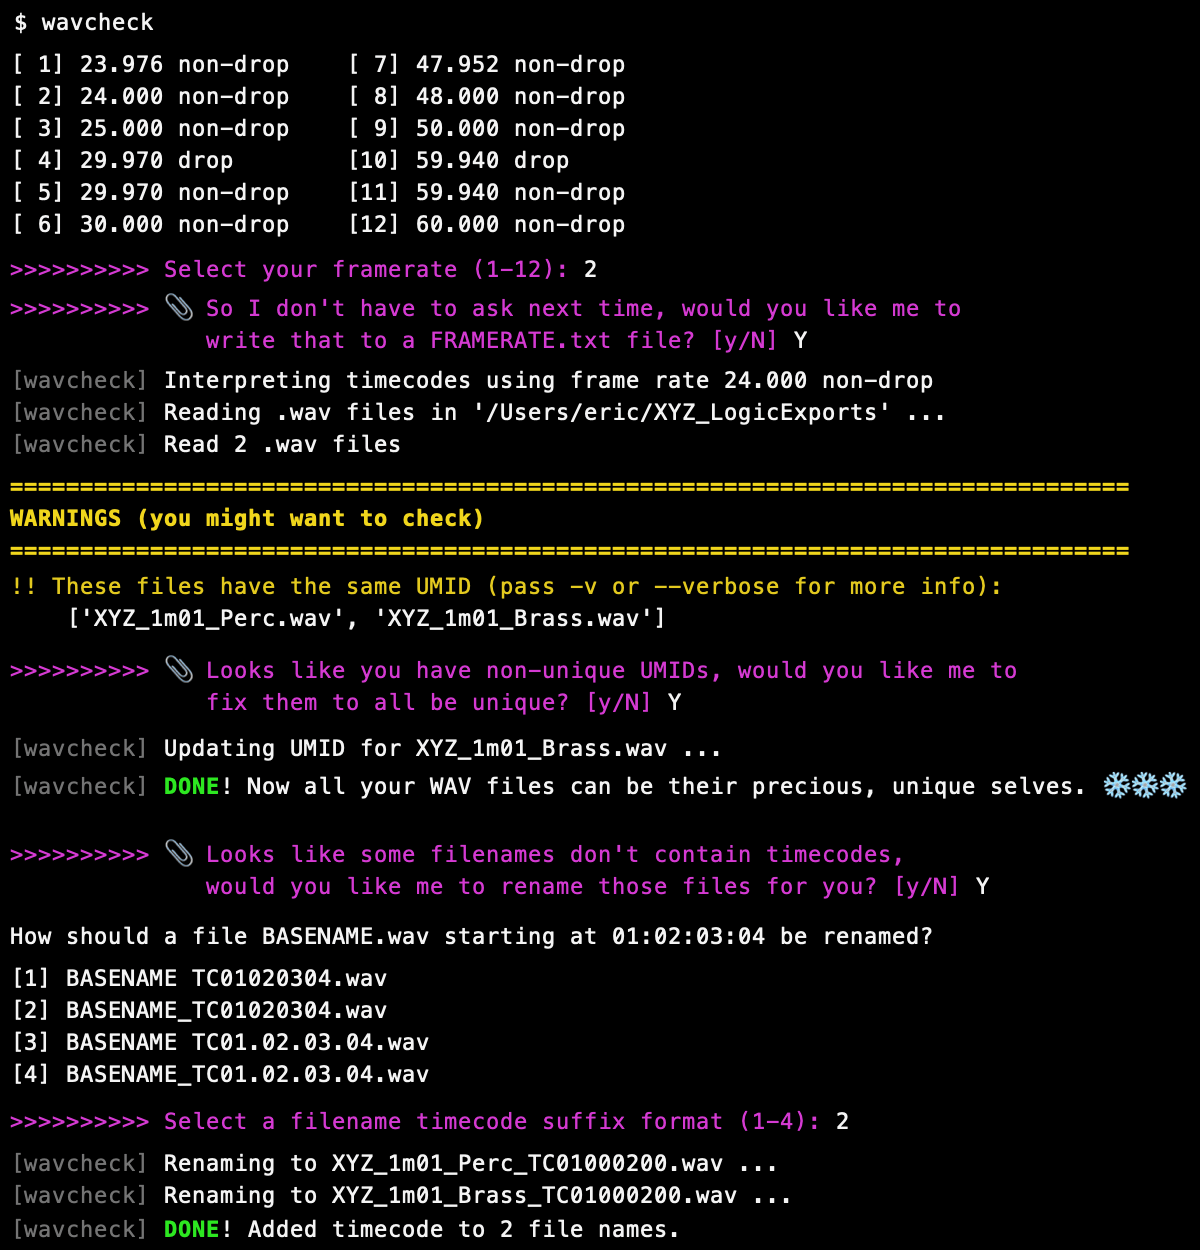 $ wavcheck
[ 1] 23.976 non-drop    [ 7] 47.952 non-drop
[ 2] 24.000 non-drop    [ 8] 48.000 non-drop
[ 3] 25.000 non-drop    [ 9] 50.000 non-drop
[ 4] 29.970 drop        [10] 59.940 drop
[ 5] 29.970 non-drop    [11] 59.940 non-drop
[ 6] 30.000 non-drop    [12] 60.000 non-drop
>>>>>>>>>> Select your framerate (1-12): 2
>>>>>>>>>> 📎 So I don't have to ask next time, would you like me to
              write that to a FRAMERATE.txt file? [y/N] Y
[wavcheck] Interpreting timecodes using frame rate 24.000 non-drop
[wavcheck] Reading .wav files in '/Users/eric/XYZ_LogicExports' ...
[wavcheck] Read 2 .wav files
================================================================================
WARNINGS (you might want to check)
================================================================================
!! These files have the same UMID (pass -v or --verbose for more info):
    ['XYZ_1m01_Perc.wav', 'XYZ_1m01_Brass.wav']
>>>>>>>>>> 📎 Looks like you have non-unique UMIDs, would you like me to
              fix them to all be unique? [y/N] Y
[wavcheck] Updating UMID for XYZ_1m01_Brass.wav ...
[wavcheck] DONE! Now all your WAV files can be their precious, unique selves. ❄️❄️❄️
>>>>>>>>>> 📎 Looks like some filenames don't contain timecodes,
              would you like me to rename those files for you? [y/N] Y
How should a file BASENAME.wav starting at 01:02:03:04 be renamed?
[1] BASENAME TC01020304.wav
[2] BASENAME_TC01020304.wav
[3] BASENAME TC01.02.03.04.wav
[4] BASENAME_TC01.02.03.04.wav
>>>>>>>>>> Select a filename timecode suffix format (1-4): 2
[wavcheck] Renaming to XYZ_1m01_Perc_TC01000200.wav ...
[wavcheck] Renaming to XYZ_1m01_Brass_TC01000200.wav ...
[wavcheck] DONE! Added timecode to 2 file names.